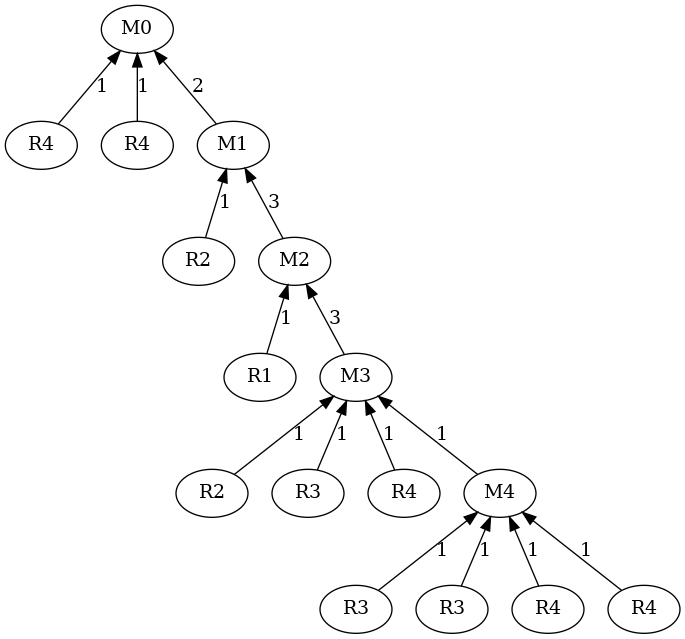 M0
1 1 2
R4 R4 M1
1 3
R2 M2
1 3
R1 M3
1 1 1 1
R2 R3 R4 M4
1 1 1 1
R3 R3 R4 R4